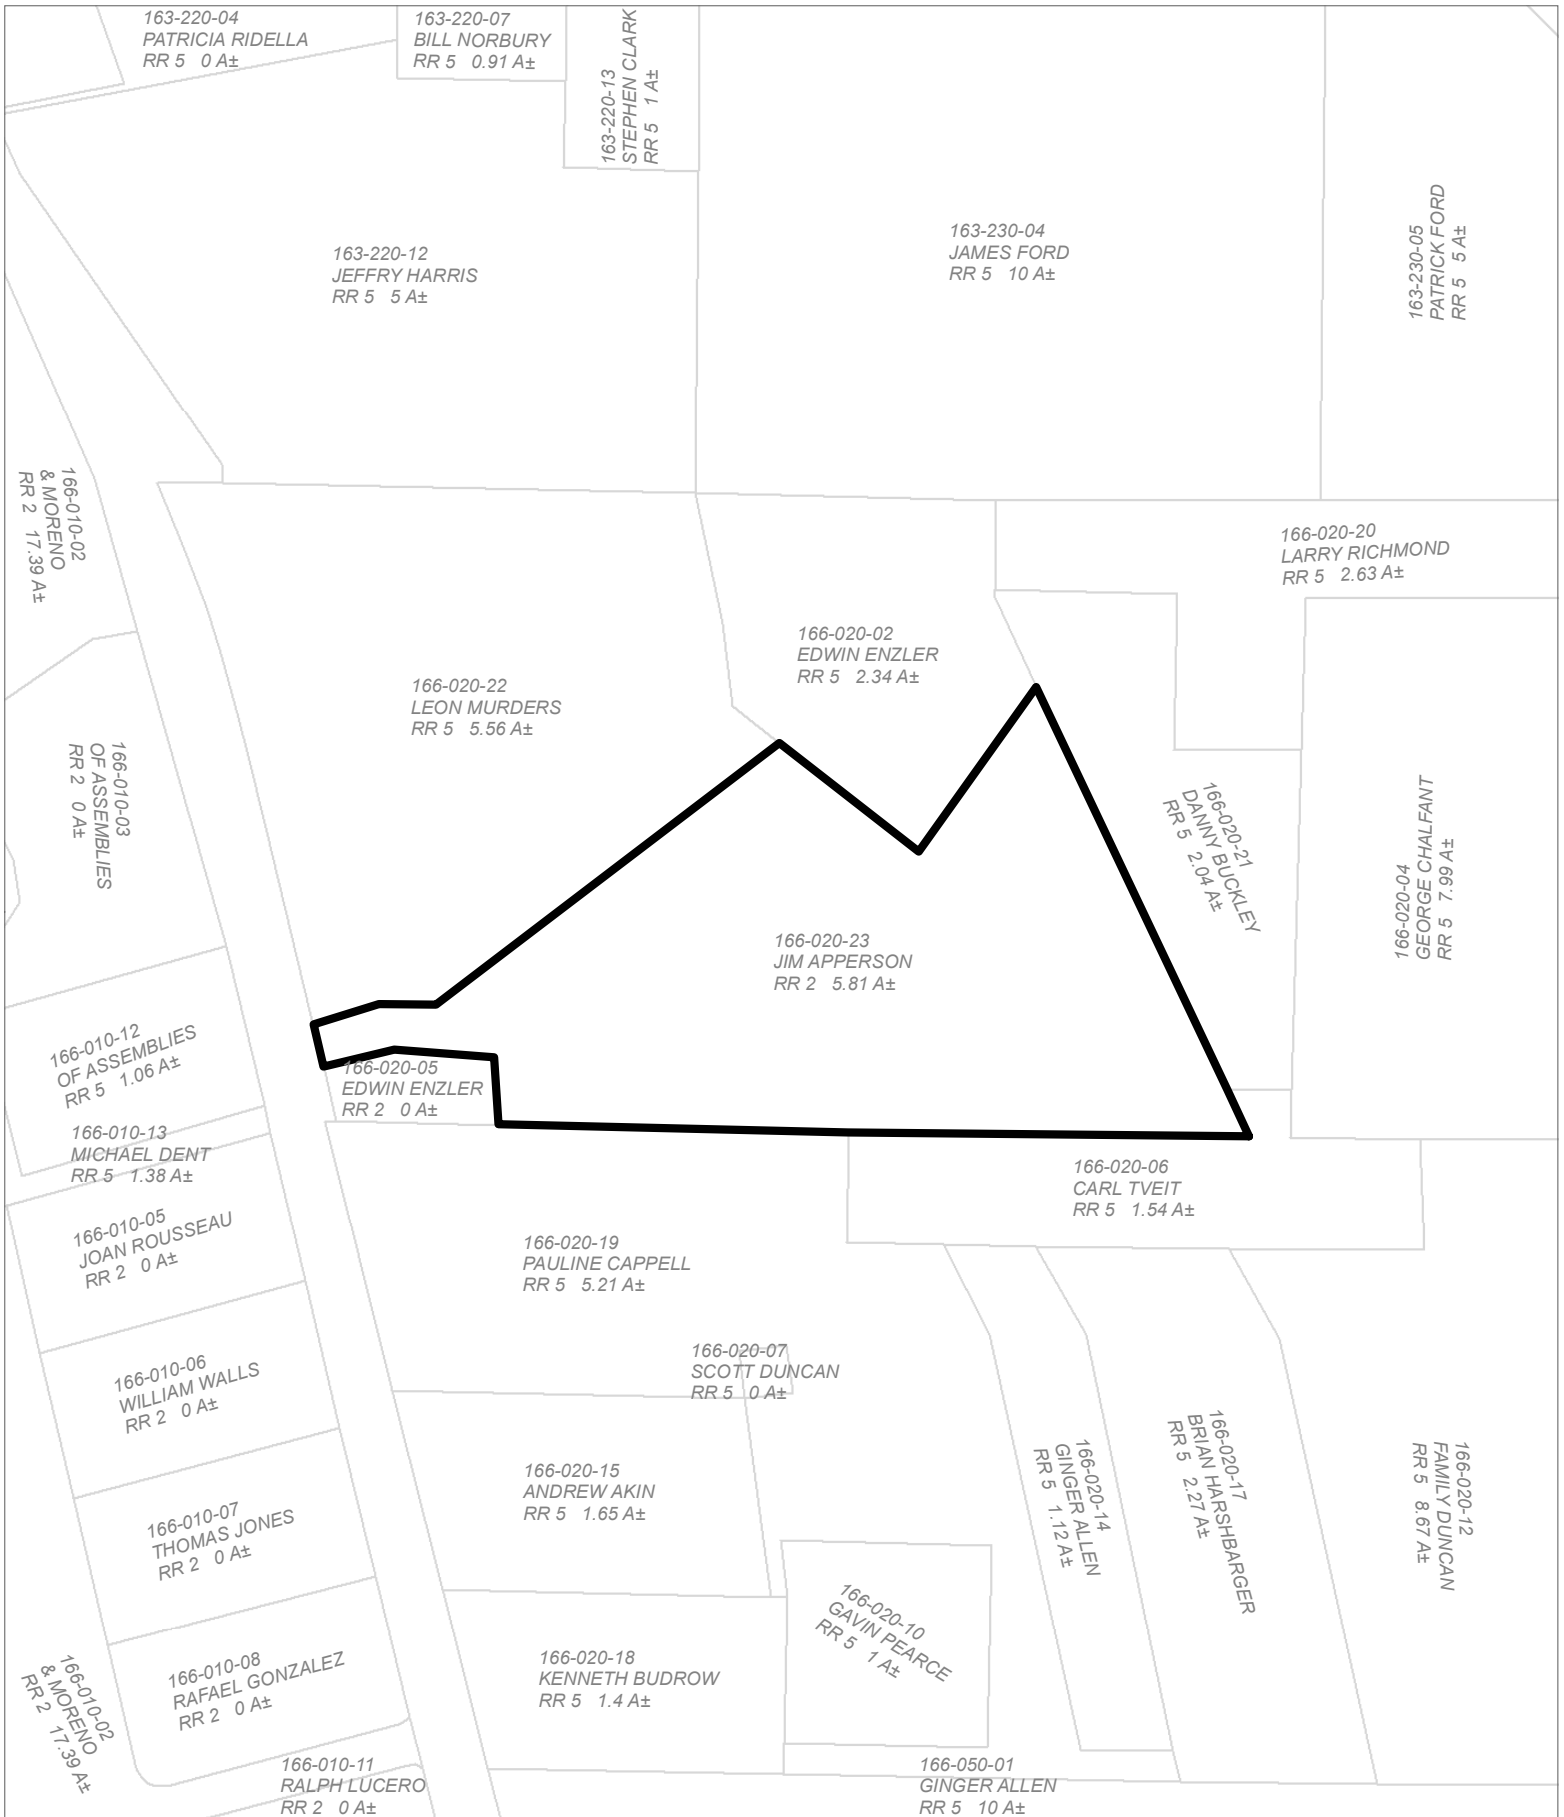 163-220-04
PATRICIA RIDELLA
RR 5 0 A±
163-220-07
BILL NORBURY
RR 5 0.91 A±
163-220-13
STEPHEN CLARK
RR 5 1 A±
163-220-12
JEFFRY HARRIS
RR 5 5 A±
163-230-04
JAMES FORD
RR 5 10 A±
163-230-05
PATRICK FORD
RR 5 5 A±
166-010-02
& MORENO
RR 2 17.39 A±
166-020-20
LARRY RICHMOND
RR 5 2.63 A±
166-020-02
EDWIN ENZLER
RR 5 2.34 A±
166-020-22
LEON MURDERS
RR 5 5.56 A±
166-010-03
OF ASSEMBLIES
RR 2 0 A±
166-020-21
DANNY BUCKLEY
RR 5 2.04 A±
166-020-04
GEORGE CHALFANT
RR 5 7.99 A±
166-020-23
JIM APPERSON
RR 2 5.81 A±
166-010-12
OF ASSEMBLIES
RR 5 1.06 A±
166-020-05
EDWIN ENZLER
RR 2 0 A±
166-010-13
MICHAEL DENT
RR 5 1.38 A±
166-020-06
CARL TVEIT
RR 5 1.54 A±
166-010-05
JOAN ROUSSEAU
RR 2 0 A±
166-020-19
PAULINE CAPPELL
RR 5 5.21 A±
166-020-07
SCOTT DUNCAN
RR 5 0 A±
166-010-06
WILLIAM WALLS
RR 2 0 A±
166-020-15
ANDREW AKIN
RR 5 1.65 A±
166-020-14
GINGER ALLEN
RR 5 1.12 A±
166-020-17
BRIAN HARSHBARGER
RR 5 2.27 A±
166-020-12
FAMILY DUNCAN
RR 5 8.67 A±
166-010-07
THOMAS JONES
RR 2 0 A±
166-020-10
GAVIN PEARCE
RR 5 1 A±
166-020-18
KENNETH BUDROW
RR 5 1.4 A±
166-010-08
RAFAEL GONZALEZ
RR 2 0 A±
166-010-02
& MORENO
RR 2 17.39 A±
166-010-11
RALPH LUCERO
RR 2 0 A±
166-050-01
GINGER ALLEN
RR 5 10 A±